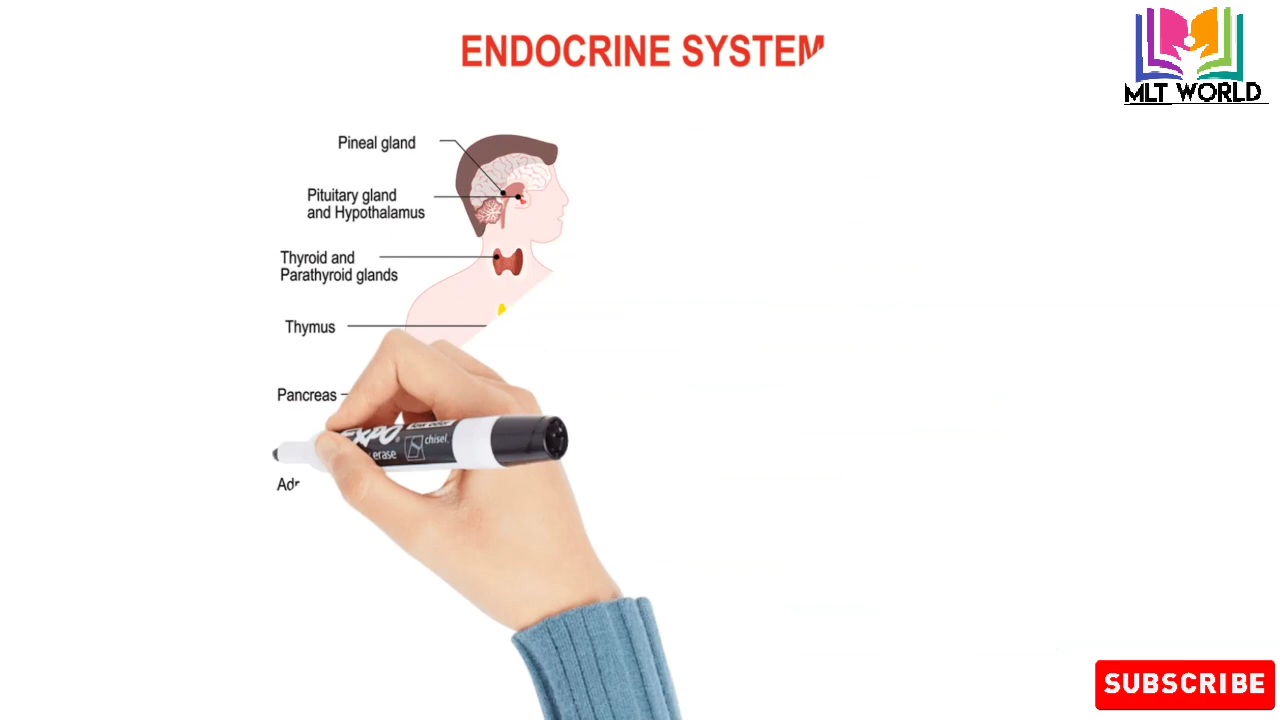 ENDOCRINE SYSTEM
MLT WORLD
Pineal gland
Pituitary gland
and Hypothalamus
Thyroid and
Parathyroid glands
Thymus
Pancreas
EXPO
chisel
erase
Adr
SUBSCRIBE